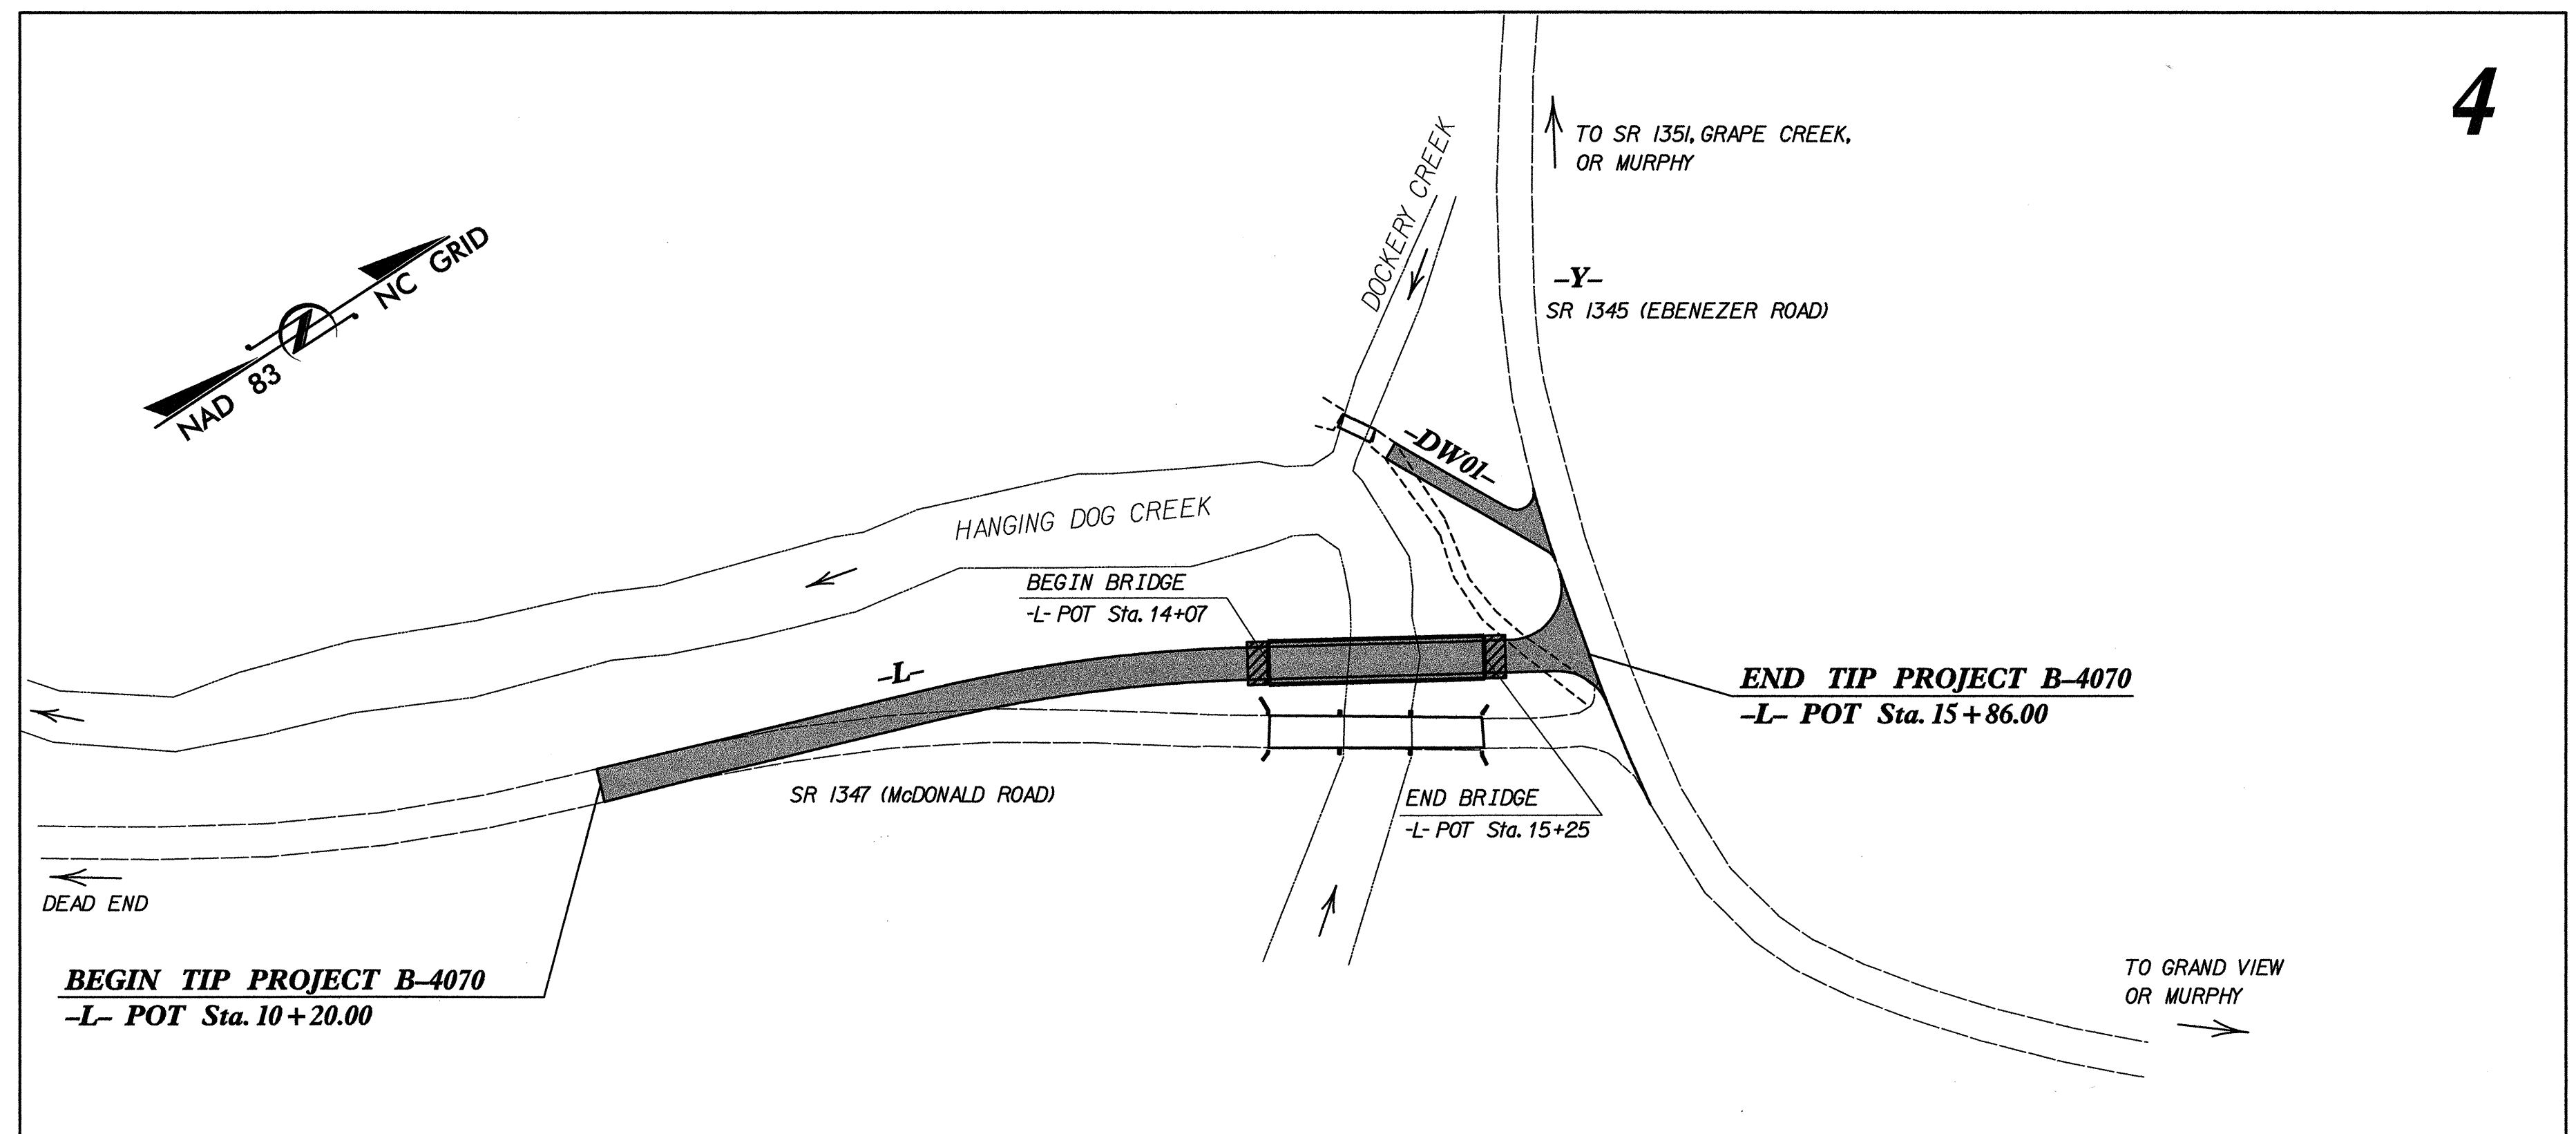 4
TO SR 1351, GRAPE CREEK,
OR MURPHY
DOCKERY CREEK
NC GRID
NAD 83
-Y-
SR 1345 (EBENEZER ROAD)
-DW01-
HANGING DOG CREEK
BEGIN BRIDGE
-L- POT Sta. 14+07
-L-
END TIP PROJECT B-4070
-L- POT Sta. 15+86.00
SR 1347 (McDONALD ROAD)
END BRIDGE
-L- POT Sta. 15+25
DEAD END
BEGIN TIP PROJECT B-4070
-L- POT Sta. 10+20.00
TO GRAND VIEW
OR MURPHY